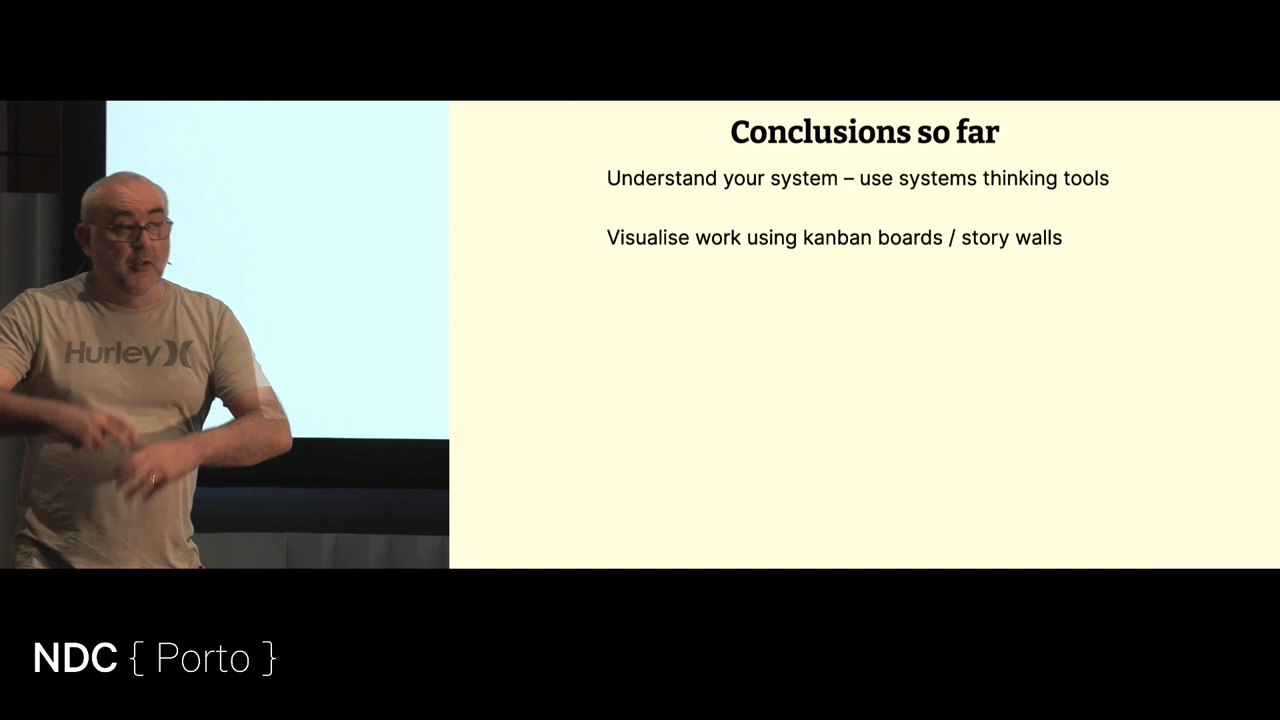 Conclusions so far
Understand your system – use systems thinking tools
Visualise work using kanban boards / story walls
Hurley
NDC { Porto }